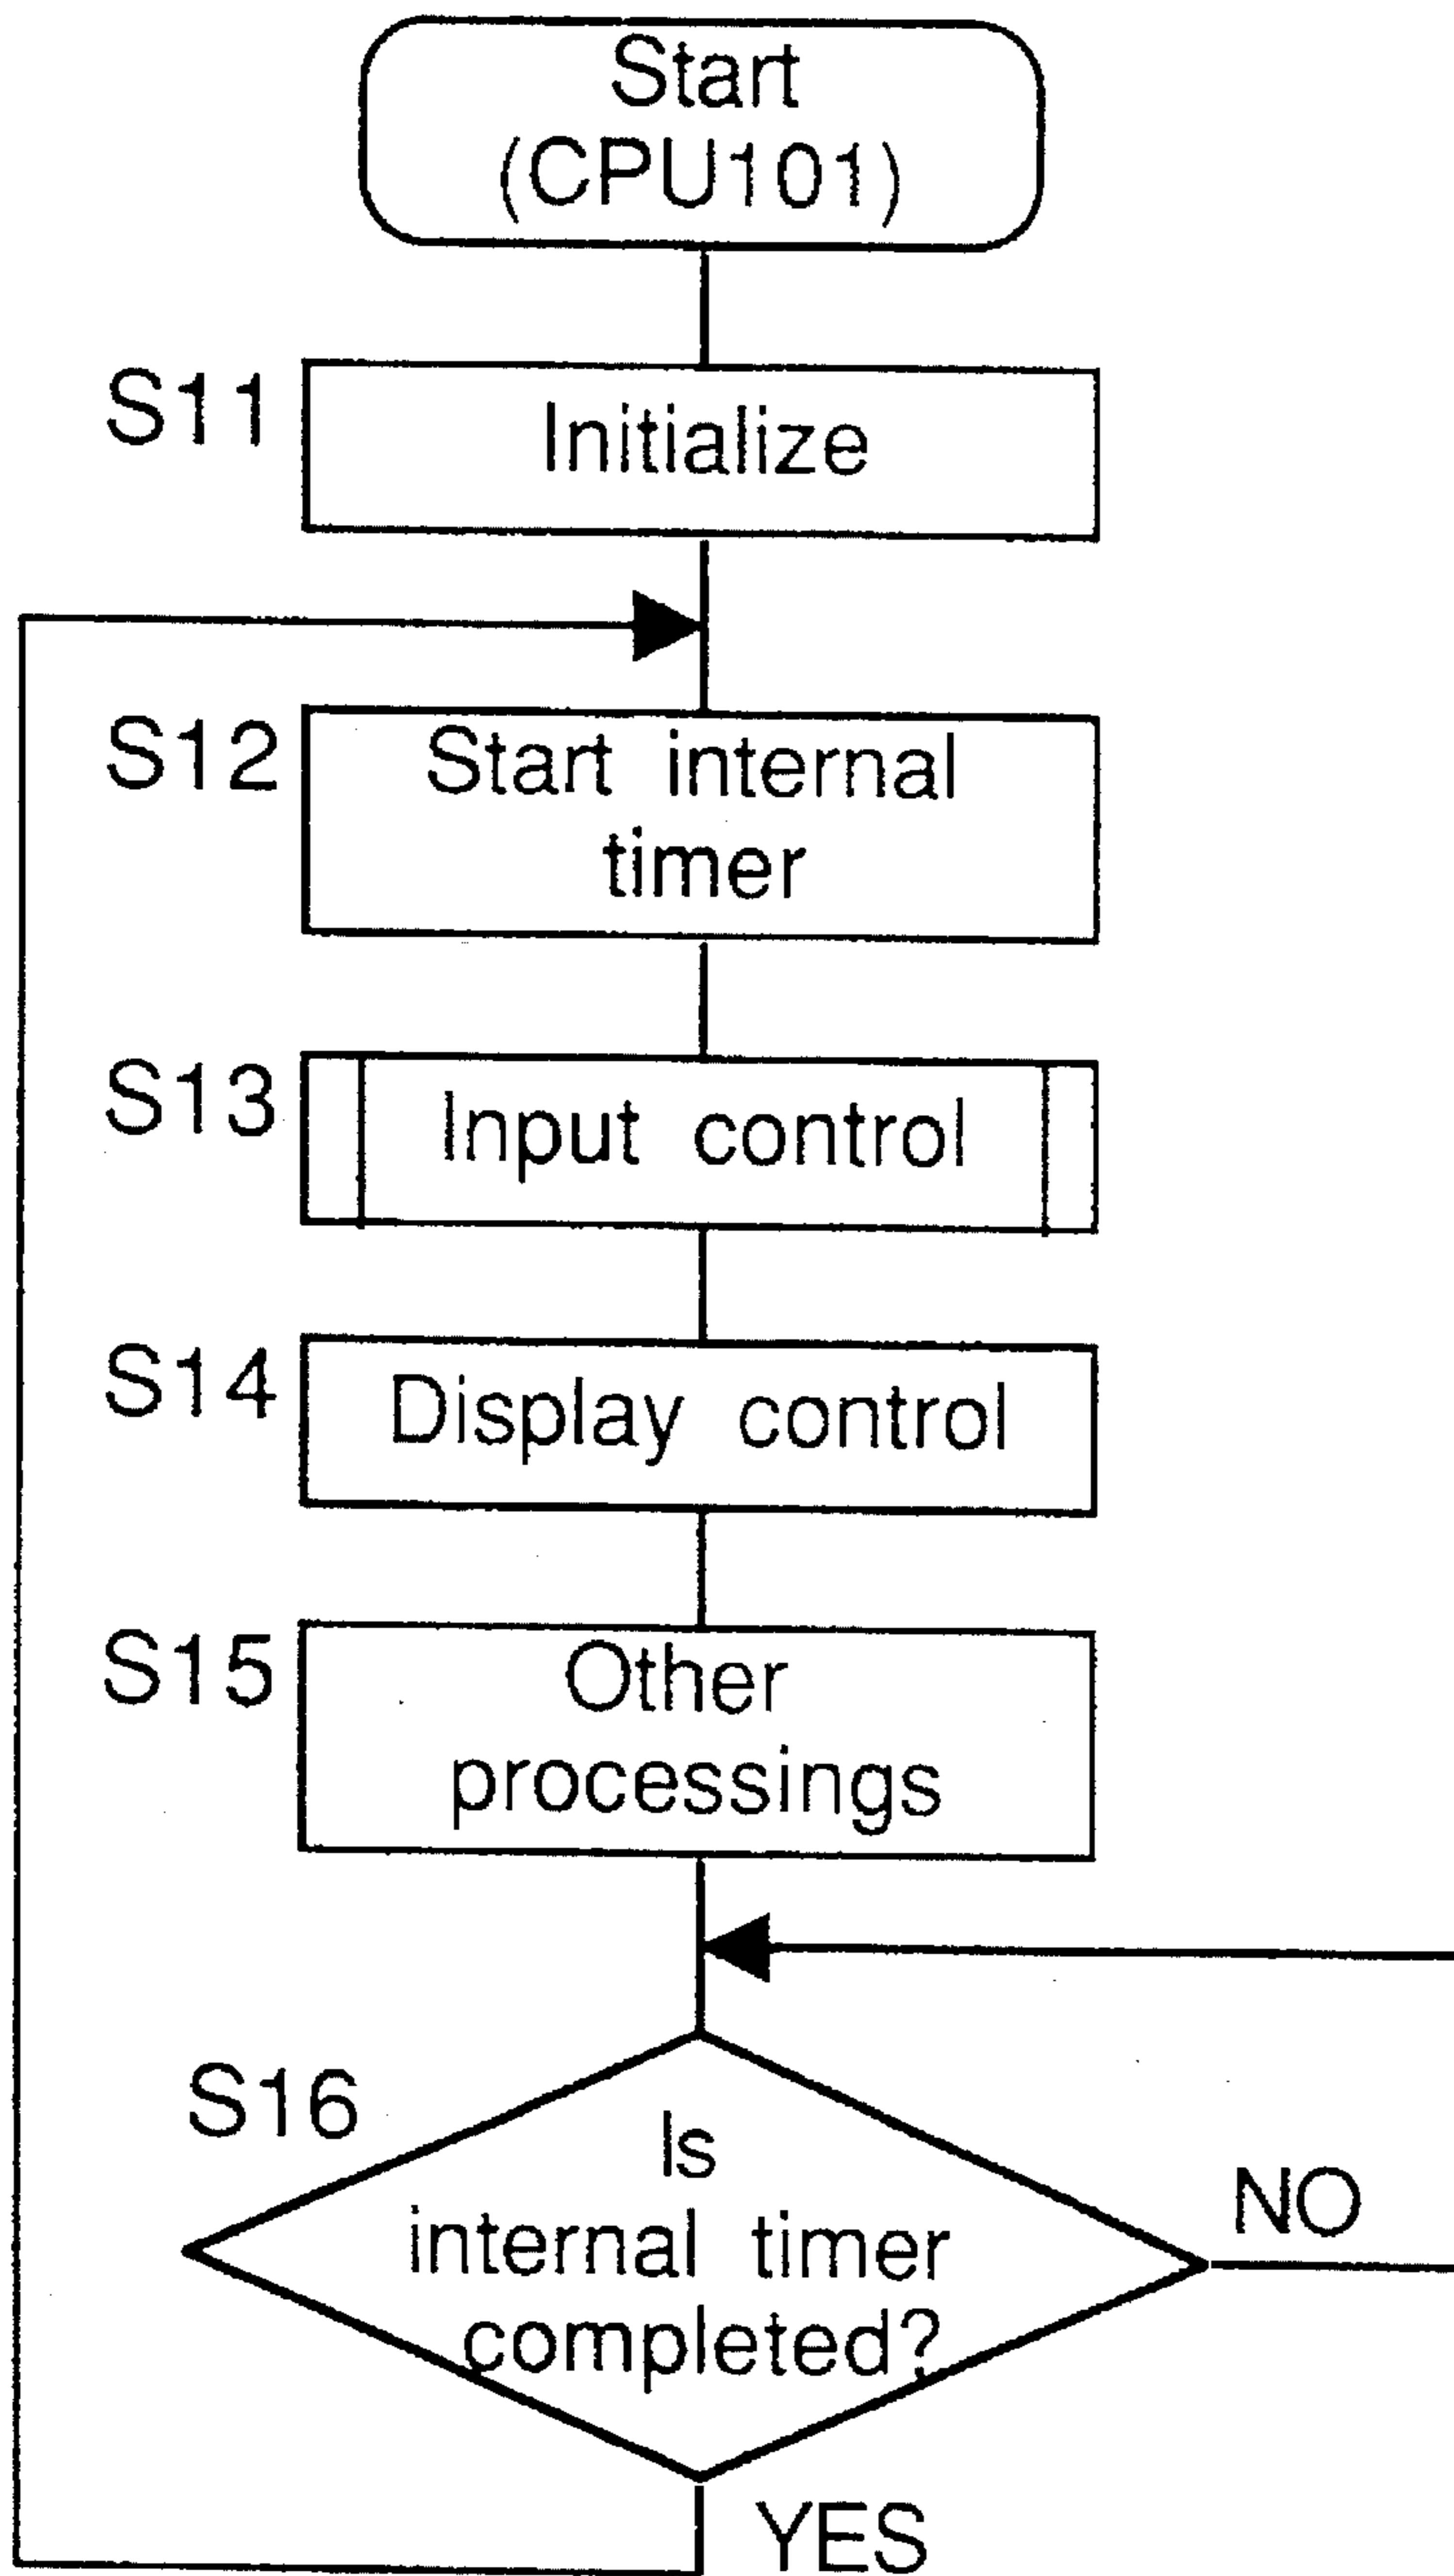 Start
(CPU101)
S11
Initialize
S12
Start internal
timer
S13
Input control
S14
Display control
S15
Other
processings
S16
Is
internal timer
completed?
NO
YES